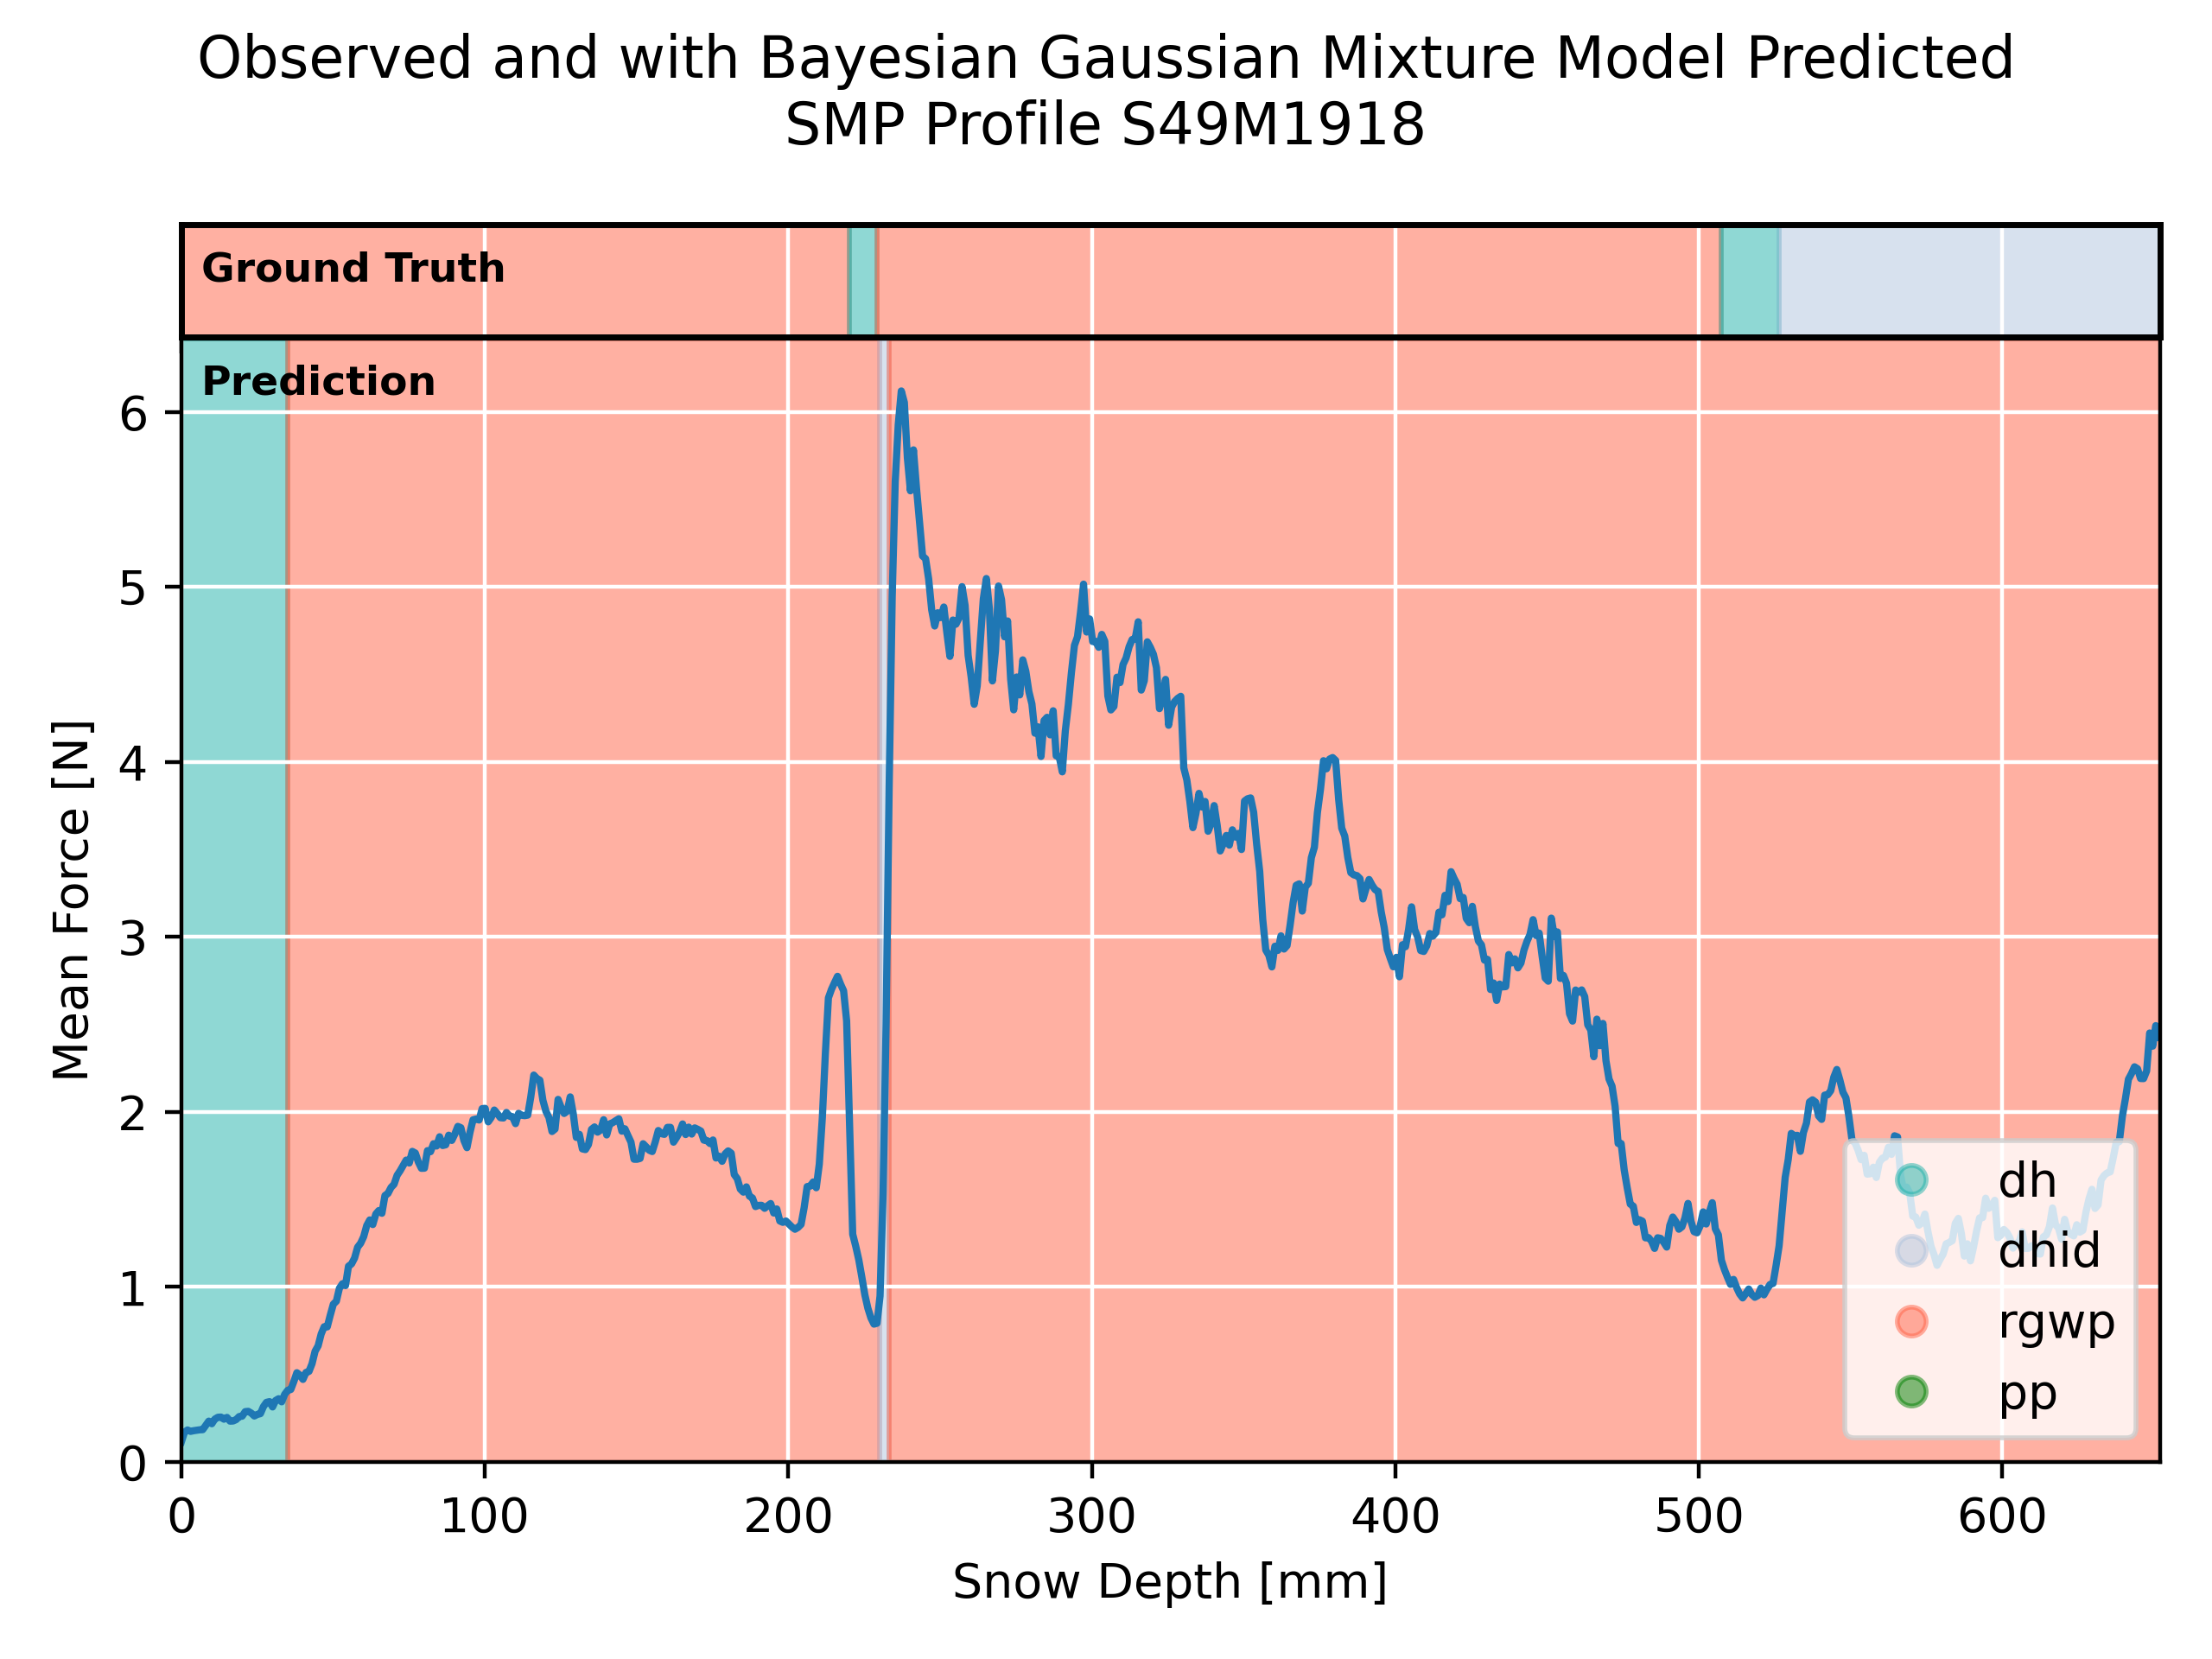 Observed and with Bayesian Gaussian Mixture Model Predicted
SMP Profile S49M1918
Ground Truth
Prediction
6
5
4
3
2
1
0
Mean Force [N]
dh
dhid
rgwp
pp
0 100 200 300 400 500 600
Snow Depth [mm]